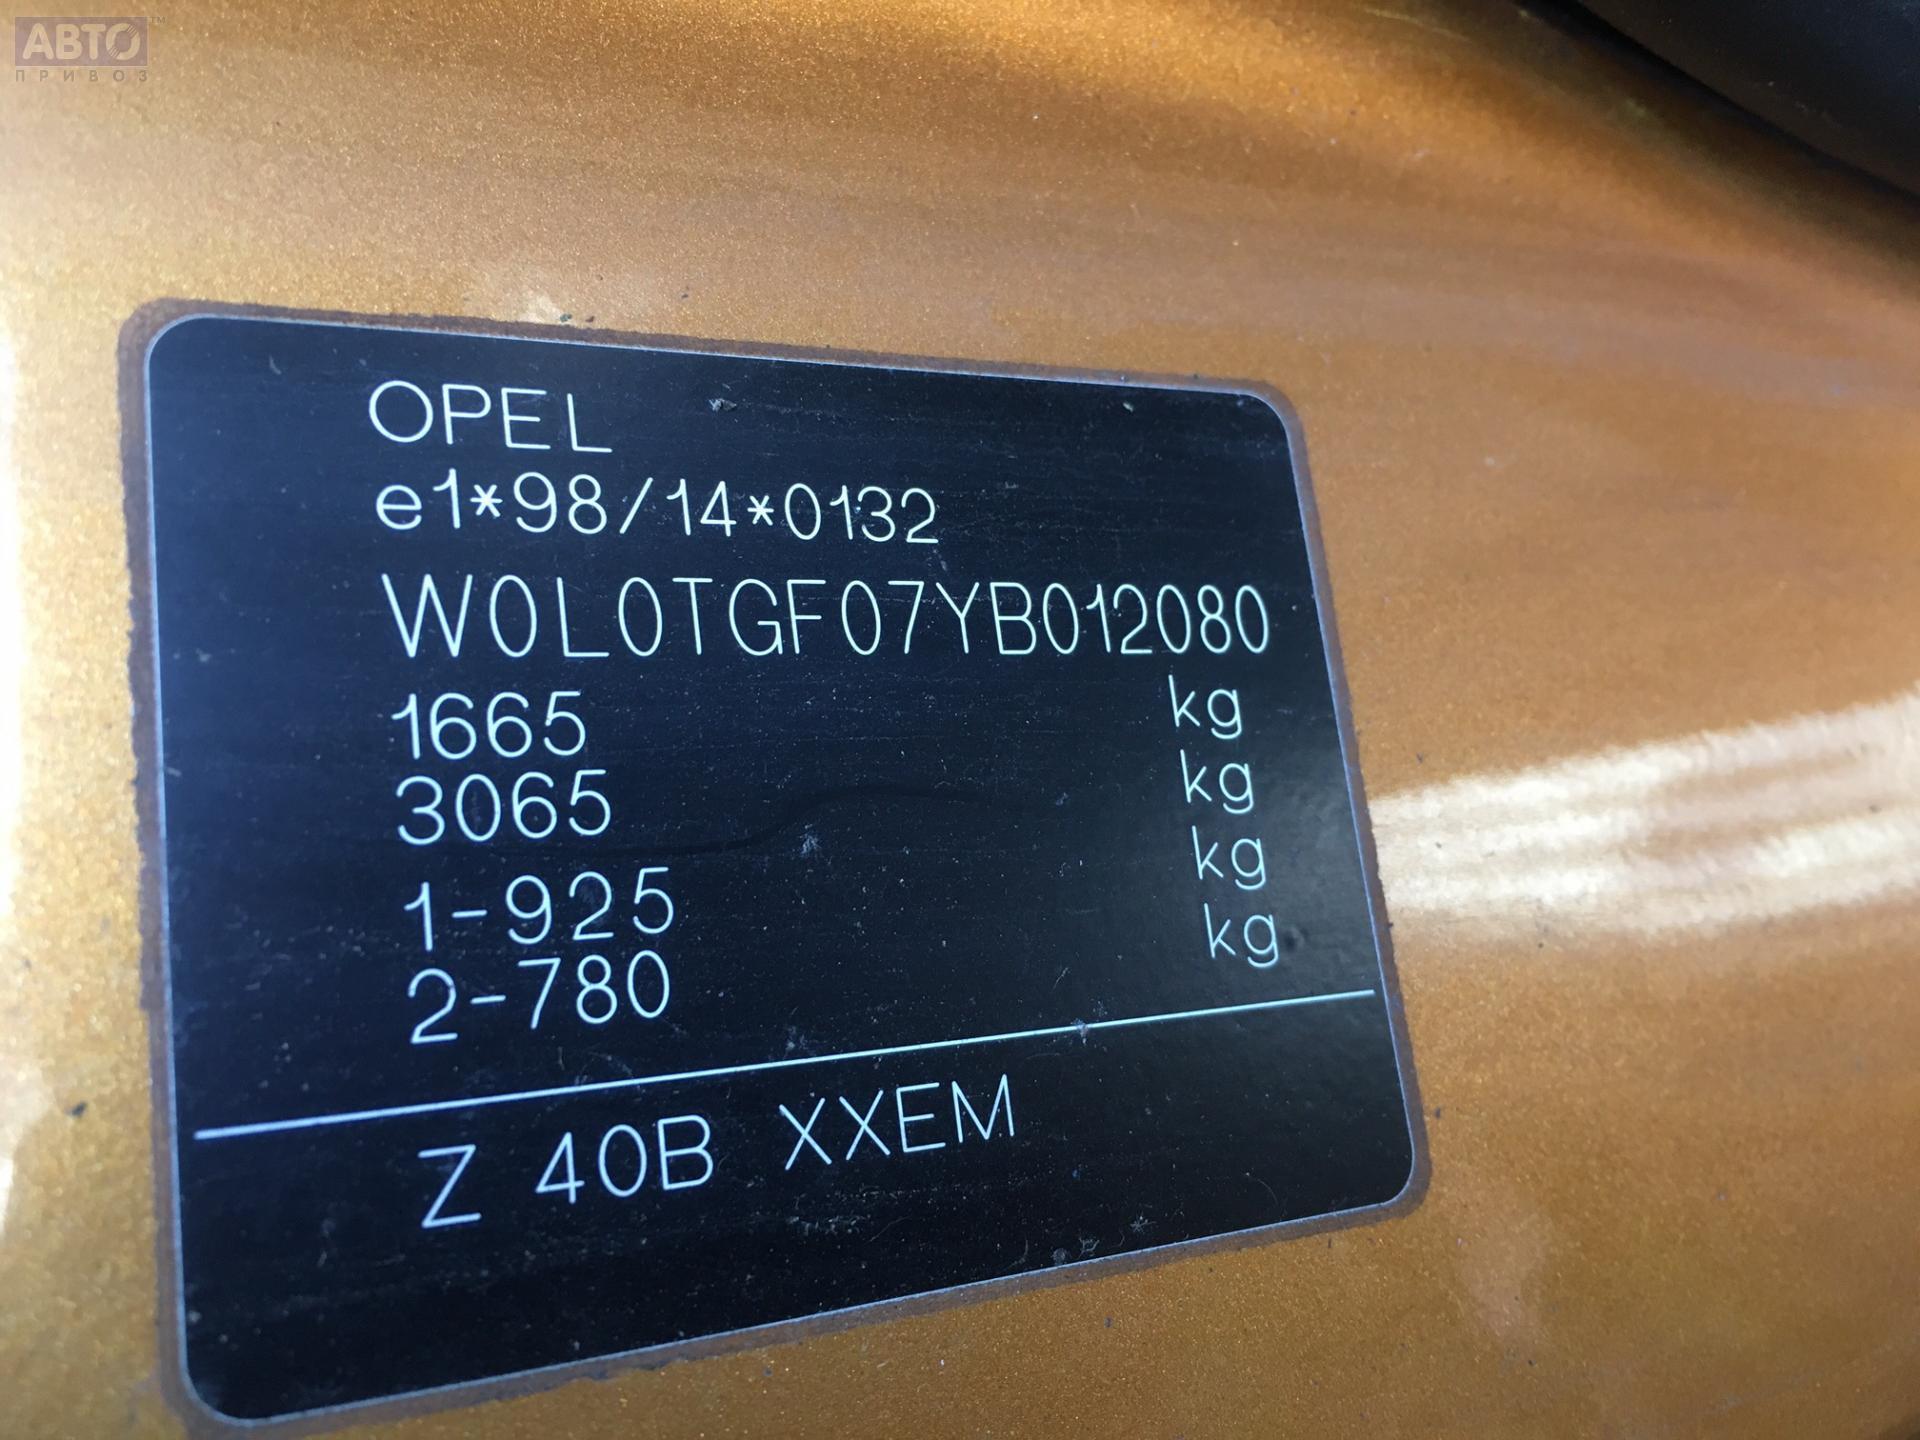 АВТО™
ПРИВОЗ
OPEL
e1*98/14*0132
W0L0TGF07YB012080
1665 kg
3065 kg
1-925 kg
2-780 kg
Z 40B XXEM